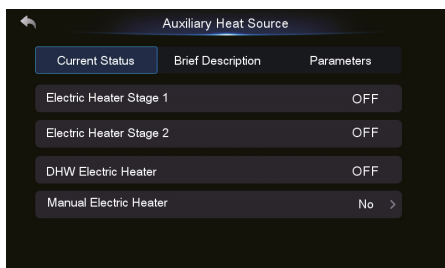 Auxiliary Heat Source
Current Status Brief Description Parameters
Electric Heater Stage 1 OFF
Electric Heater Stage 2 OFF
DHW Electric Heater OFF
Manual Electric Heater No >